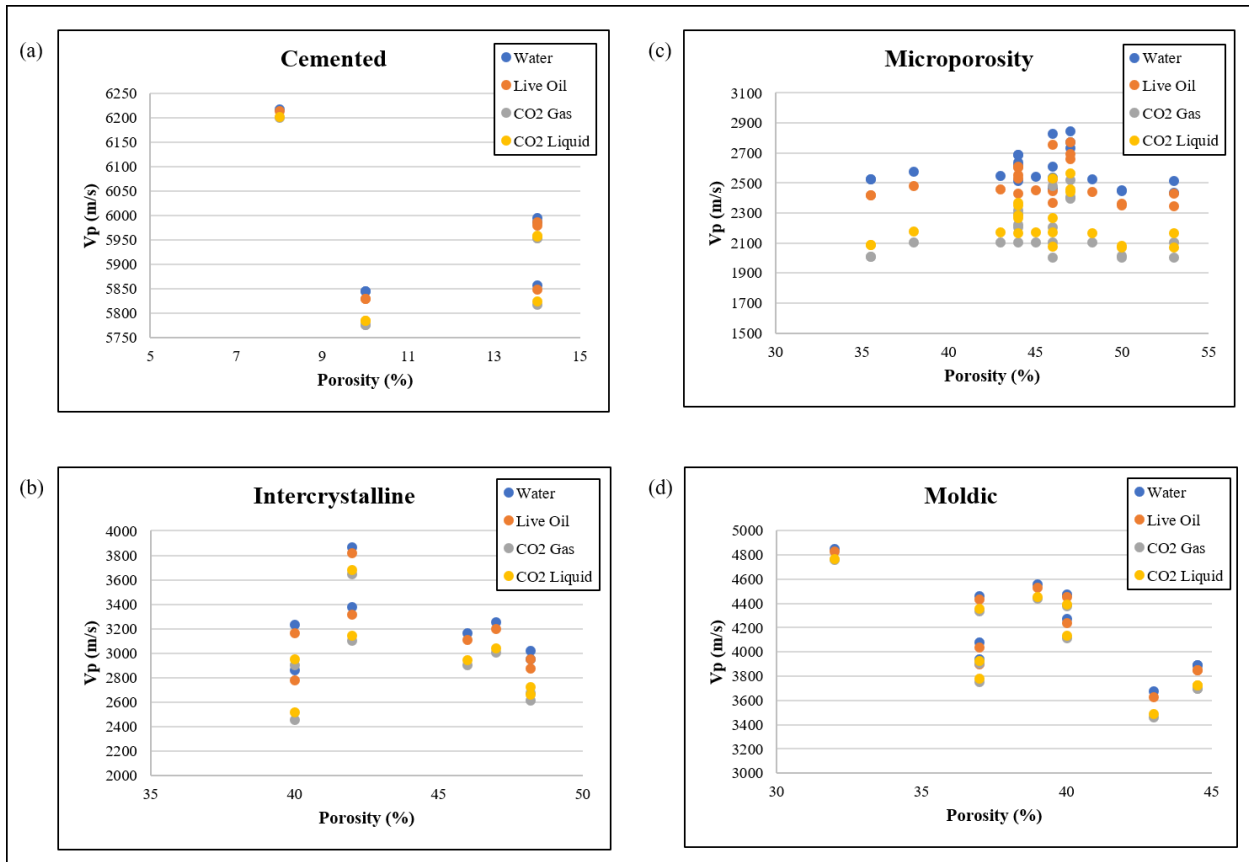 (a)
Cemented
Water
Live Oil
CO2 Gas
CO2 Liquid
6250
6200
6150
6100
6050
6000
5950
5900
5850
5800
5750
Vp (m/s)
5 7 9 11 13 15
Porosity (%)
(c)
Microporosity
Water
Live Oil
CO2 Gas
CO2 Liquid
3100
2900
2700
2500
2300
2100
1900
1700
1500
Vp (m/s)
30 35 40 45 50 55
Porosity (%)
(b)
Intercrystalline
Water
Live Oil
CO2 Gas
CO2 Liquid
4000
3800
3600
3400
3200
3000
2800
2600
2400
2200
2000
Vp (m/s)
35 40 45 50
Porosity (%)
(d)
Moldic
Water
Live Oil
CO2 Gas
CO2 Liquid
5000
4800
4600
4400
4200
4000
3800
3600
3400
3200
3000
Vp (m/s)
30 35 40 45
Porosity (%)